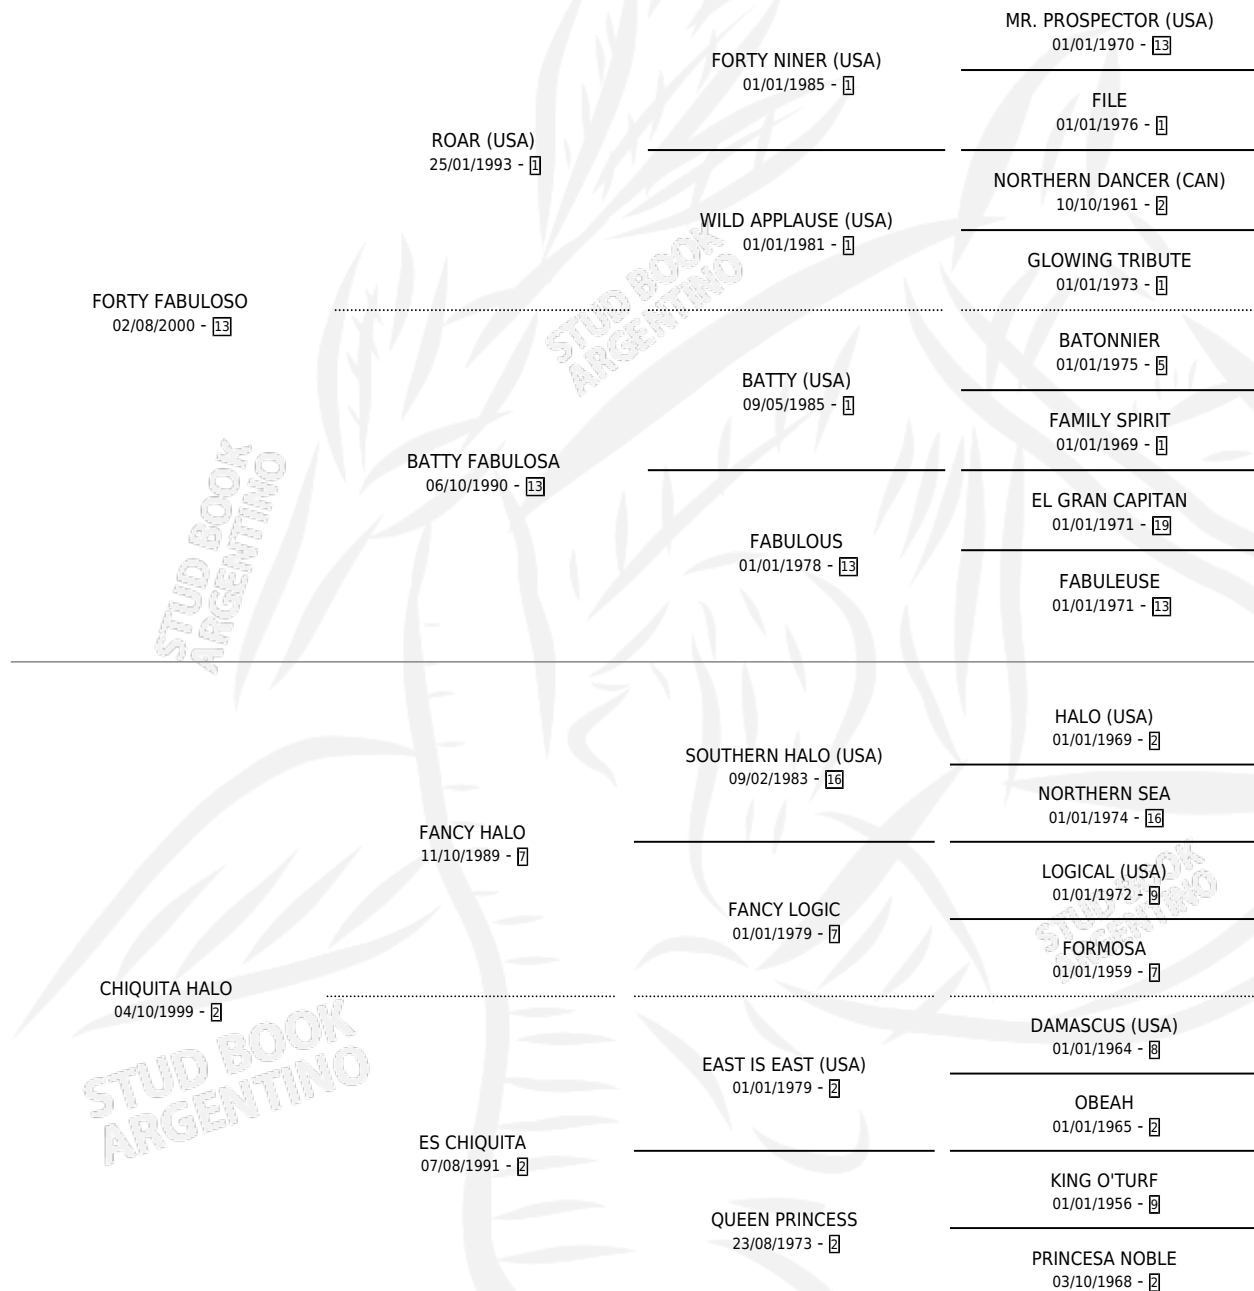 MR. PROSPECTOR (USA)
01/01/1970 - 13
FORTY NINER (USA)
01/01/1985 - 1
FILE
01/01/1976 - 1
ROAR (USA)
25/01/1993 - 1
NORTHERN DANCER (CAN)
10/10/1961 - 2
WILD APPLAUSE (USA)
01/01/1981 - 1
GLOWING TRIBUTE
01/01/1973 - 1
FORTY FABULOSO
02/08/2000 - 13
BATONNIER
01/01/1975 - 5
BATTY (USA)
09/05/1985 - 1
FAMILY SPIRIT
01/01/1969 - 1
BATTY FABULOSA
06/10/1990 - 13
EL GRAN CAPITAN
01/01/1971 - 19
FABULOUS
01/01/1978 - 13
FABULEUSE
01/01/1971 - 13
HALO (USA)
01/01/1969 - 2
SOUTHERN HALO (USA)
09/02/1983 - 16
NORTHERN SEA
01/01/1974 - 16
FANCY HALO
11/10/1989 - 7
LOGICAL (USA)
01/01/1972 - 9
FANCY LOGIC
01/01/1979 - 7
FORMOSA
01/01/1959 - 7
CHIQUITA HALO
04/10/1999 - 2
DAMASCUS (USA)
01/01/1964 - 8
EAST IS EAST (USA)
01/01/1979 - 2
OBEAH
01/01/1965 - 2
ES CHIQUITA
07/08/1991 - 2
KING O'TURF
01/01/1956 - 9
QUEEN PRINCESS
23/08/1973 - 2
PRINCESA NOBLE
03/10/1968 - 2
STUD BOOK
ARGENTINO
STUD BOOK
ARGENTINO
STUD BOOK
ARGENTINO
STUD BOOK
ARGENTINO